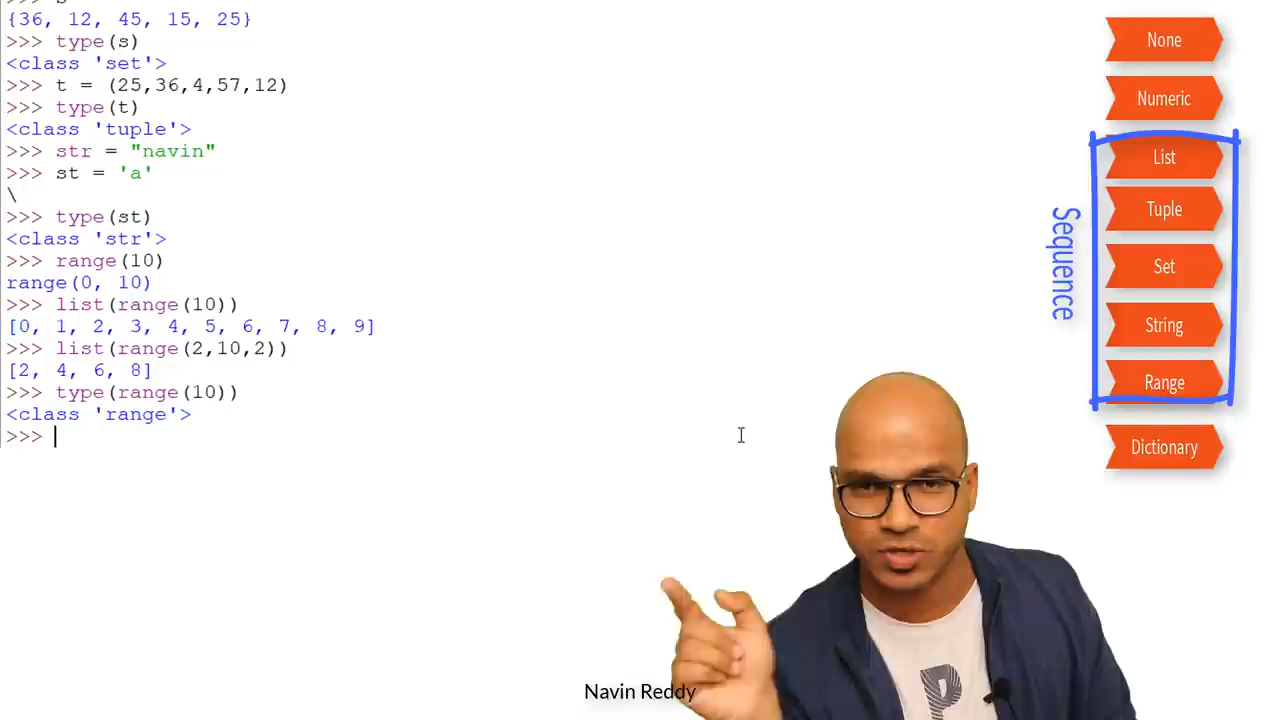 {36, 12, 45, 15, 25}
>>> type(s)
<class 'set'>
>>> t = (25,36,4,57,12)
>>> type(t)
<class 'tuple'>
>>> str = "navin"
>>> st = 'a'
\
>>> type(st)
<class 'str'>
>>> range(10)
range(0, 10)
>>> list(range(10))
[0, 1, 2, 3, 4, 5, 6, 7, 8, 9]
>>> list(range(2,10,2))
[2, 4, 6, 8]
>>> type(range(10))
<class 'range'>
>>>
None
Numeric
Sequence
List
Tuple
Set
String
Range
Dictionary
P
Navin Reddy